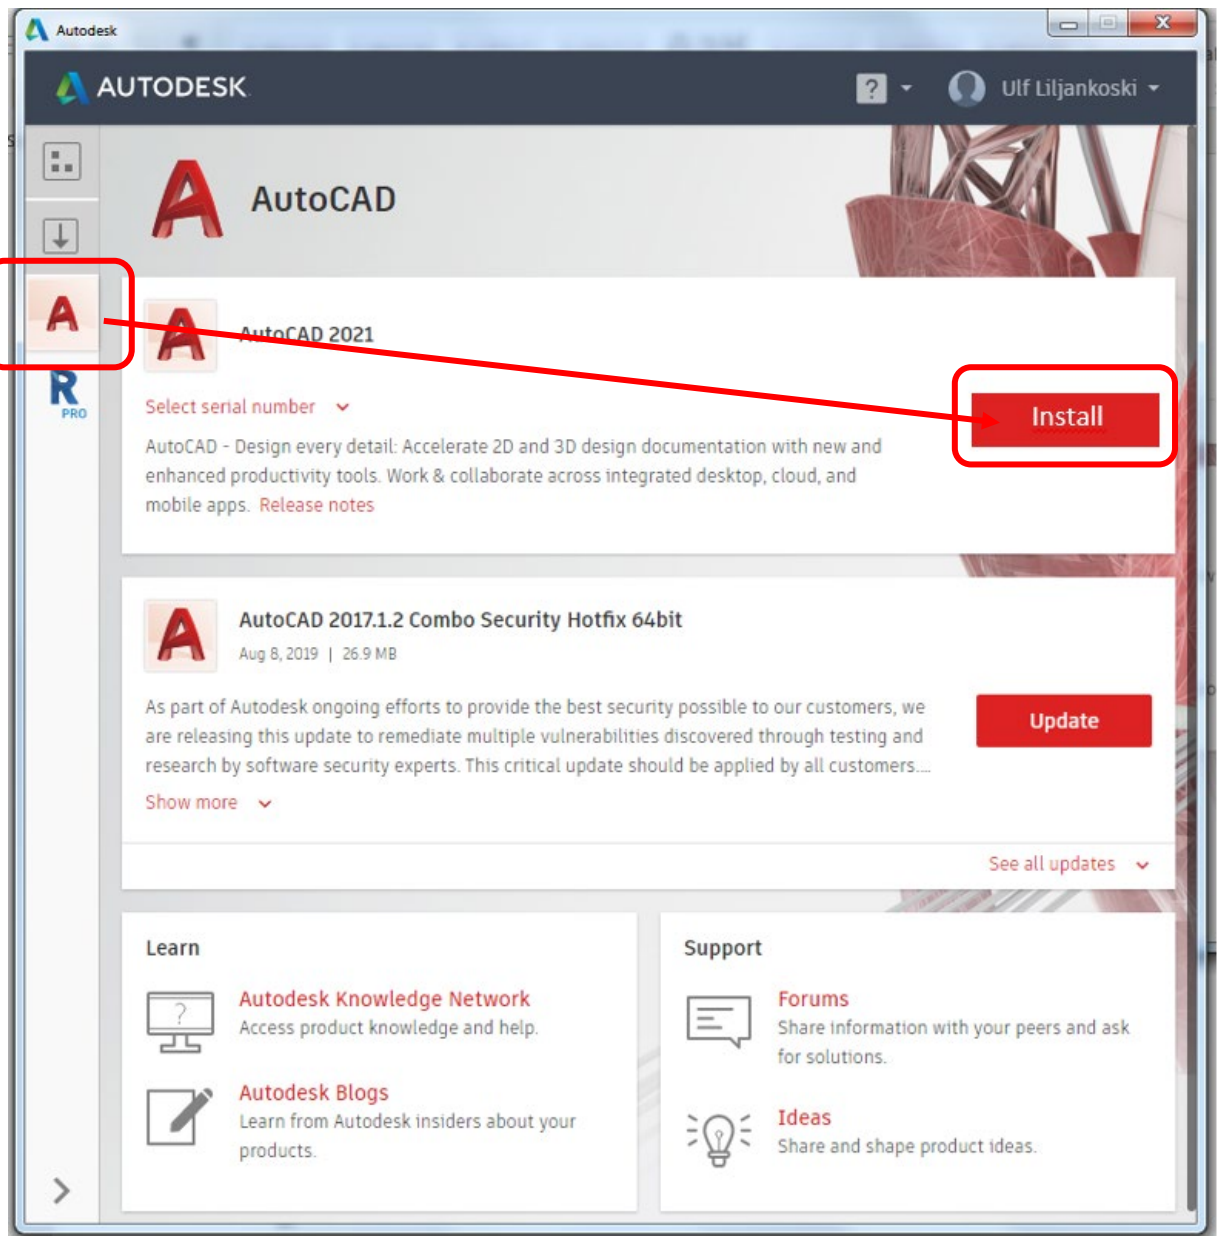 Autodesk
AUTODESK
? Ulf Liljankoski
AutoCAD
AutoCAD 2021
PRO
Select serial number
Install
AutoCAD - Design every detail: Accelerate 2D and 3D design documentation with new and
enhanced productivity tools. Work & collaborate across integrated desktop, cloud, and
mobile apps. Release notes
AutoCAD 2017.1.2 Combo Security Hotfix 64bit
Aug 8, 2019 | 26.9 MB
As part of Autodesk ongoing efforts to provide the best security possible to our customers, we
are releasing this update to remediate multiple vulnerabilities discovered through testing and
research by software security experts. This critical update should be applied by all customers....
Update
Show more
See all updates
Learn
Autodesk Knowledge Network
Access product knowledge and help.
Autodesk Blogs
Learn from Autodesk insiders about your
products.
Support
Forums
Share information with your peers and ask
for solutions.
Ideas
Share and shape product ideas.